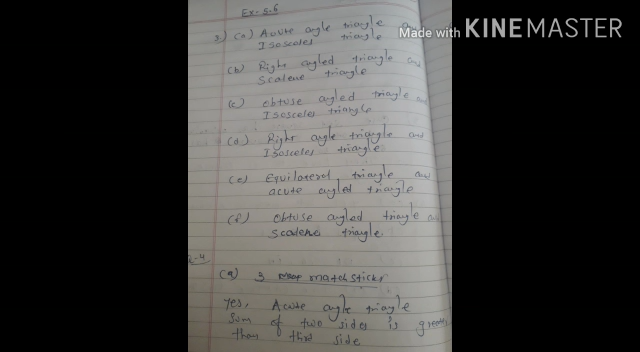 Ex-5.6
Made with KINEMASTER
3) (a) Acute angle triangle and
Isosceles triangle
(b) Right angled triangle and
Scalene triangle
(c) obtuse angled triangle and
Isosceles triangle
(d) Right angle triangle and
Isosceles triangle
(e) Equilateral triangle and
acute angled triangle
(f) obtuse angled triangle and
scalene triangle
-4
(a) 3 matchsticks
Yes, Acute angle triangle
Sum of two sides is greater
than third side